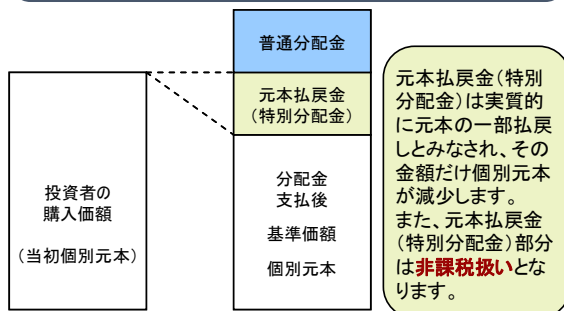 普通分配金
元本払戻金
（特別分配金）
投資者の
購入価額
（当初個別元本）
分配金
支払後
基準価額
個別元本
元本払戻金（特別
分配金）は実質的
に元本の一部払戻
しとみなされ、その
金額だけ個別元本
が減少します。
また、元本払戻金
（特別分配金）部分
は非課税扱いとな
ります。